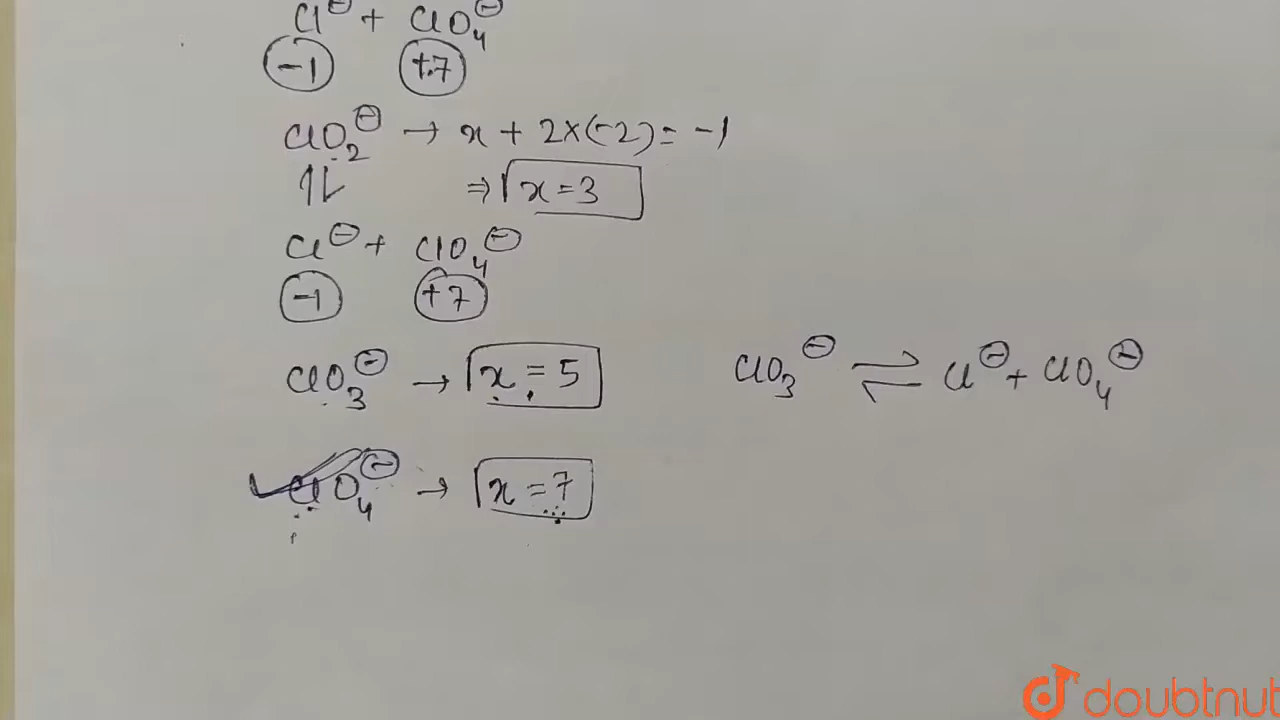 Cl⊖ + ClO₄⊖
-1 +7
ClO₂⊖ → x + 2×(-2) = -1
⇌ ⇒ x = 3
Cl⊖ + ClO₄⊖
-1 +7
ClO₃⊖ → x = 5 ClO₃⊖ ⇌ Cl⊖ + ClO₄⊖
✓ ClO₄⊖ → x = 7
doubtnut